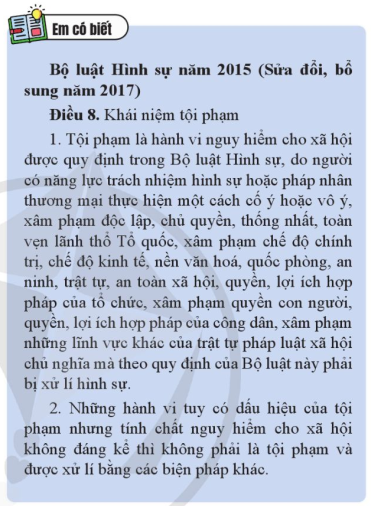 Em có biết
Bộ luật Hình sự năm 2015 (Sửa đổi, bổ
sung năm 2017)
Điều 8. Khái niệm tội phạm
1. Tội phạm là hành vi nguy hiểm cho xã hội
được quy định trong Bộ luật Hình sự, do người
có năng lực trách nhiệm hình sự hoặc pháp nhân
thương mại thực hiện một cách cố ý hoặc vô ý,
xâm phạm độc lập, chủ quyền, thống nhất, toàn
vẹn lãnh thổ Tổ quốc, xâm phạm chế độ chính
trị, chế độ kinh tế, nền văn hoá, quốc phòng, an
ninh, trật tự, an toàn xã hội, quyền, lợi ích hợp
pháp của tổ chức, xâm phạm quyền con người,
quyền, lợi ích hợp pháp của công dân, xâm phạm
những lĩnh vực khác của trật tự pháp luật xã hội
chủ nghĩa mà theo quy định của Bộ luật này phải
bị xử lí hình sự.
2. Những hành vi tuy có dấu hiệu của tội
phạm nhưng tính chất nguy hiểm cho xã hội
không đáng kể thì không phải là tội phạm và
được xử lí bằng các biện pháp khác.